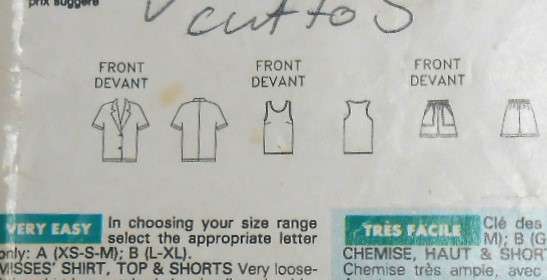 prix suggéré
cut to S
FRONT FRONT FRONT
DEVANT DEVANT DEVANT
VERY EASY In choosing your size range
select the appropriate letter
only: A (XS-S-M); B (L-XL).
MISSES' SHIRT, TOP & SHORTS Very loose-
TRÈS FACILE Clé des
M); B (G
CHEMISE, HAUT & SHOR
Chemise très ample, avec